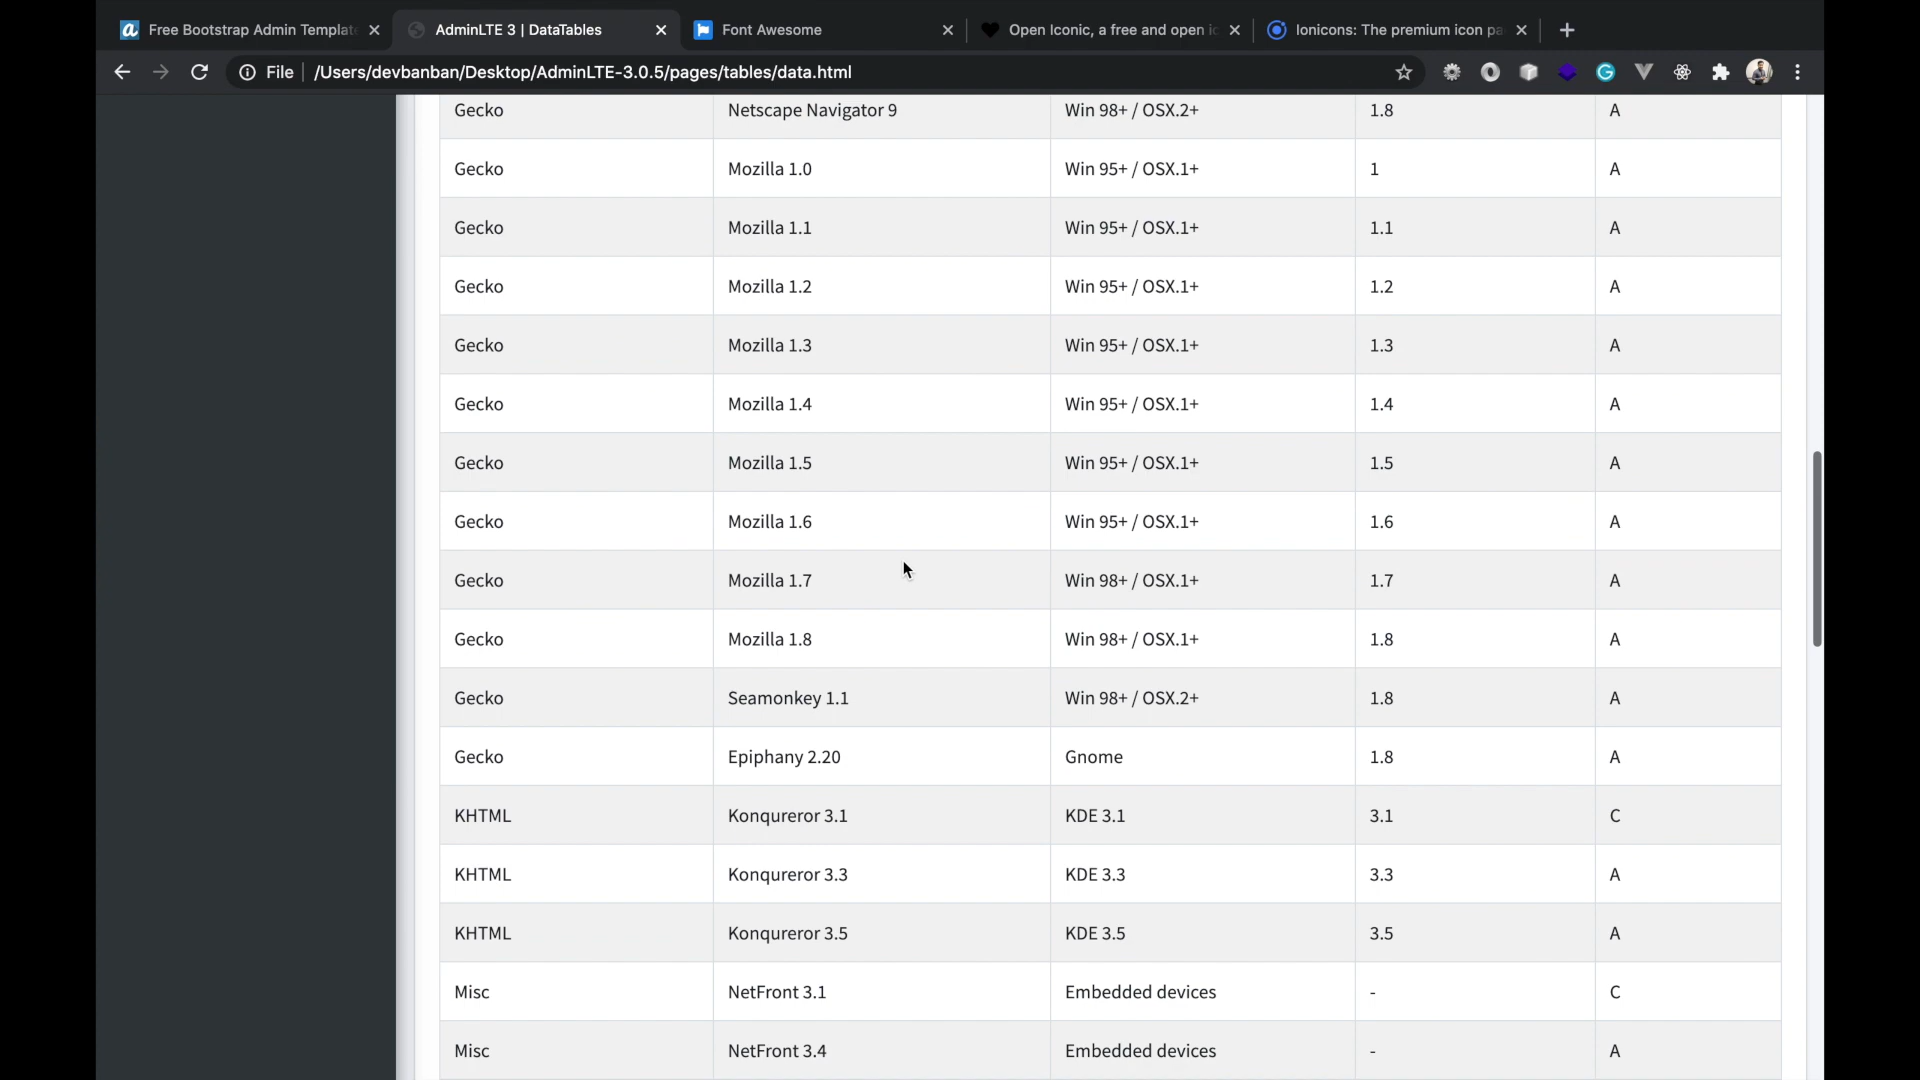 Free Bootstrap Admin Templat
AdminLTE 3 | DataTables
Font Awesome
Open Iconic, a free and open ic
Ionicons: The premium icon pa
File /Users/devbanban/Desktop/AdminLTE-3.0.5/pages/tables/data.html
Gecko Netscape Navigator 9 Win 98+ / OSX.2+ 1.8 A
Gecko Mozilla 1.0 Win 95+ / OSX.1+ 1 A
Gecko Mozilla 1.1 Win 95+ / OSX.1+ 1.1 A
Gecko Mozilla 1.2 Win 95+ / OSX.1+ 1.2 A
Gecko Mozilla 1.3 Win 95+ / OSX.1+ 1.3 A
Gecko Mozilla 1.4 Win 95+ / OSX.1+ 1.4 A
Gecko Mozilla 1.5 Win 95+ / OSX.1+ 1.5 A
Gecko Mozilla 1.6 Win 95+ / OSX.1+ 1.6 A
Gecko Mozilla 1.7 Win 98+ / OSX.1+ 1.7 A
Gecko Mozilla 1.8 Win 98+ / OSX.1+ 1.8 A
Gecko Seamonkey 1.1 Win 98+ / OSX.2+ 1.8 A
Gecko Epiphany 2.20 Gnome 1.8 A
KHTML Konqureror 3.1 KDE 3.1 3.1 C
KHTML Konqureror 3.3 KDE 3.3 3.3 A
KHTML Konqureror 3.5 KDE 3.5 3.5 A
Misc NetFront 3.1 Embedded devices - C
Misc NetFront 3.4 Embedded devices - A